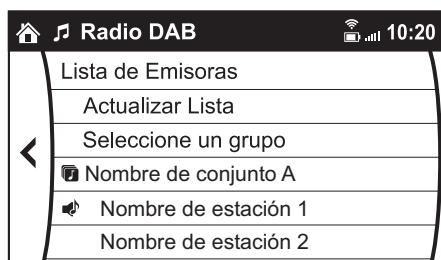 Radio DAB 10:20
Lista de Emisoras
Actualizar Lista
Seleccione un grupo
Nombre de conjunto A
Nombre de estación 1
Nombre de estación 2